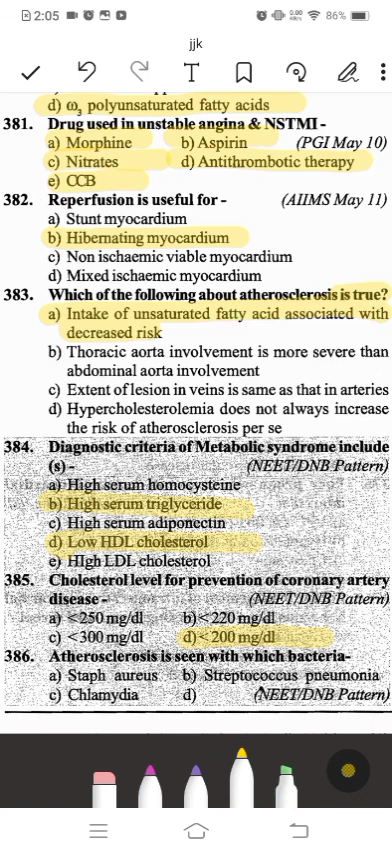 2:05
0.00
KB/s
86%
jjk
T
d) ω₃ polyunsaturated fatty acids
381. Drug used in unstable angina & NSTMI -
a) Morphine b) Aspirin (PGI May 10)
c) Nitrates d) Antithrombotic therapy
e) CCB
382. Reperfusion is useful for - (AIIMS May 11)
a) Stunt myocardium
b) Hibernating myocardium
c) Non ischaemic viable myocardium
d) Mixed ischaemic myocardium
383. Which of the following about atherosclerosis is true?
a) Intake of unsaturated fatty acid associated with
decreased risk
b) Thoracic aorta involvement is more severe than
abdominal aorta involvement
c) Extent of lesion in veins is same as that in arteries
d) Hypercholesterolemia does not always increase
the risk of atherosclerosis per se
384. Diagnostic criteria of Metabolic syndrome include
(s) - (NEET/DNB Pattern)
a) High serum homocysteine
b) High serum triglyceride
c) High serum adiponectin
d) Low HDL cholesterol
e) HIgh LDL cholesterol
385. Cholesterol level for prevention of coronary artery
disease - (NEET/DNB Pattern)
a) <250 mg/dl b) <220 mg/dl
c) <300 mg/dl d) <200 mg/dl
386. Atherosclerosis is seen with which bacteria-
a) Staph aureus b) Streptococcus pneumonia
c) Chlamydia d) (NEET/DNB Pattern)